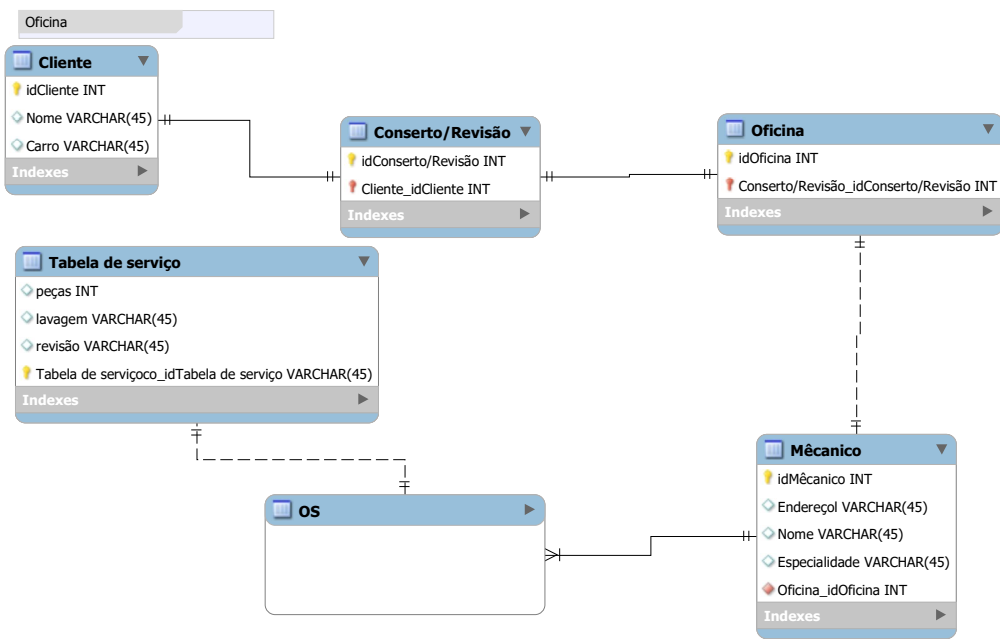 Oficina
Cliente
idCliente INT
Nome VARCHAR(45)
Carro VARCHAR(45)
Indexes
Conserto/Revisão
idConserto/Revisão INT
Cliente_idCliente INT
Indexes
Oficina
idOficina INT
Conserto/Revisão_idConserto/Revisão INT
Indexes
Tabela de serviço
peças INT
lavagem VARCHAR(45)
revisão VARCHAR(45)
Tabela de serviçoco_idTabela de serviço VARCHAR(45)
Indexes
OS
Mêcanico
idMêcanico INT
Endereçol VARCHAR(45)
Nome VARCHAR(45)
Especialidade VARCHAR(45)
Oficina_idOficina INT
Indexes